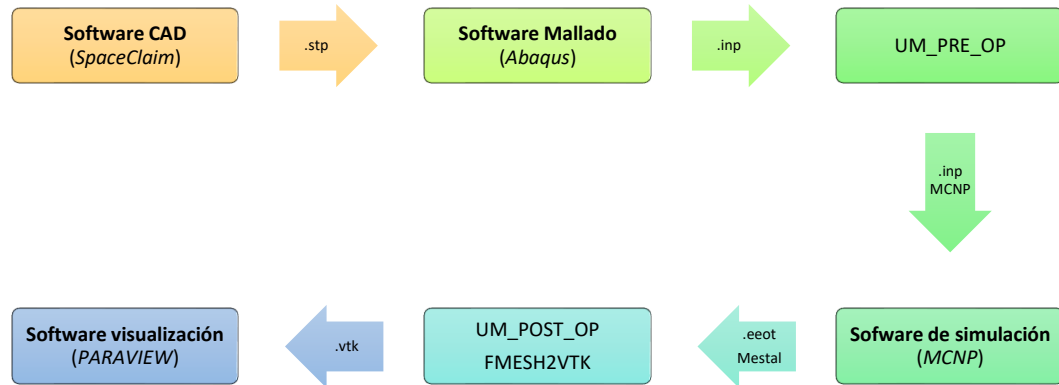 Software CAD
(SpaceClaim)
.stp
Software Mallado
(Abaqus)
.inp
UM_PRE_OP
.inp
MCNP
Sofware de simulación
(MCNP)
.eeot
Mestal
UM_POST_OP
FMESH2VTK
.vtk
Software visualización
(PARAVIEW)